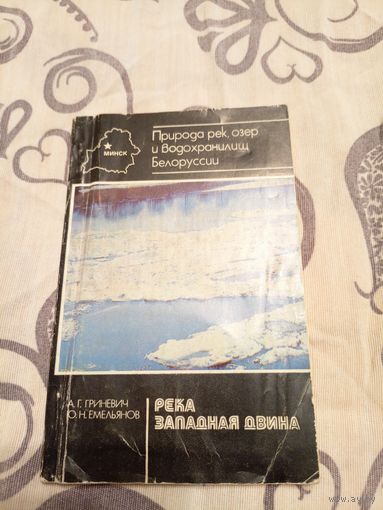 МИНСК
Природа рек, озер
и водохранилищ
Белоруссии
А. Г. ГРИНЕВИЧ
О. Н. ЕМЕЛЬЯНОВ
РЕКА
ЗАПАДНАЯ ДВИНА